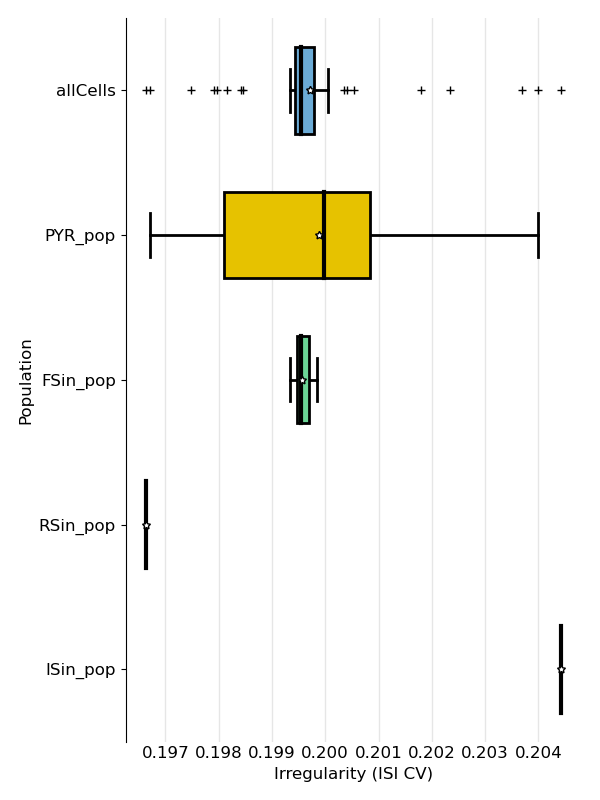 allCells
PYR_pop
FSin_pop
RSin_pop
ISin_pop
Population
0.197 0.198 0.199 0.200 0.201 0.202 0.203 0.204
Irregularity (ISI CV)